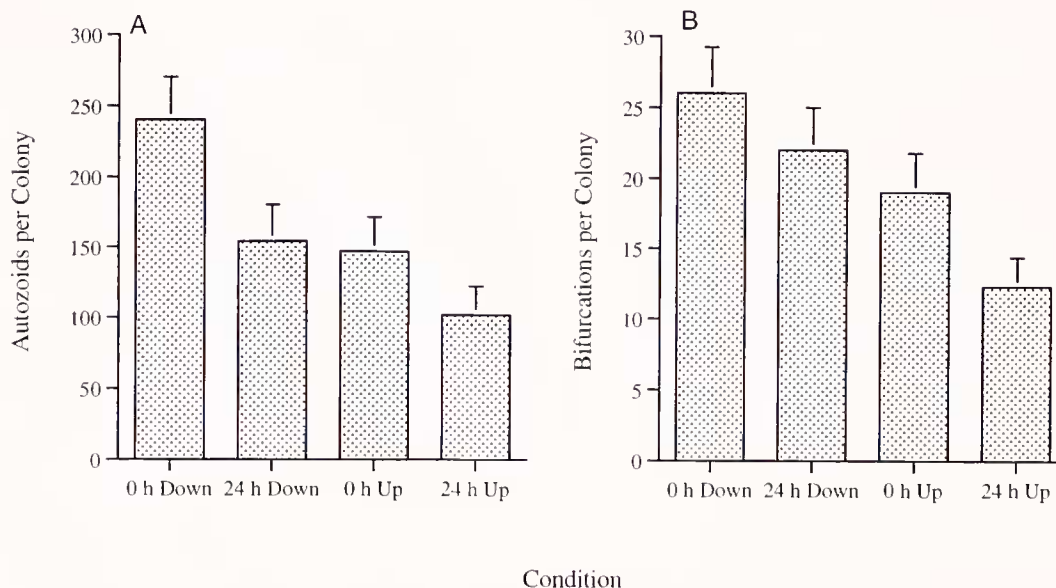 A
Autozoids per Colony
300
250
200
150
100
50
0
0 h Down 24 h Down 0 h Up 24 h Up
B
Bifurcations per Colony
30
25
20
15
10
5
0
0 h Down 24 h Down 0 h Up 24 h Up
Condition